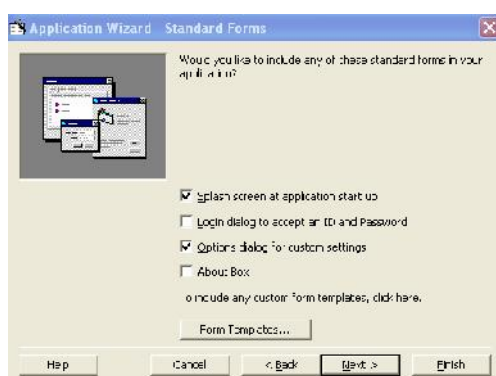 Application Wizard Standard Forms
Would you like to include any of these standard forms in your
application?
Splash screen at application start up
Login dialog to accept an ID and Password
Options dialog for custom settings
About Box
To include any custom form templates, click here.
Form Templates...
Help
Cancel
< Back
Next >
Finish